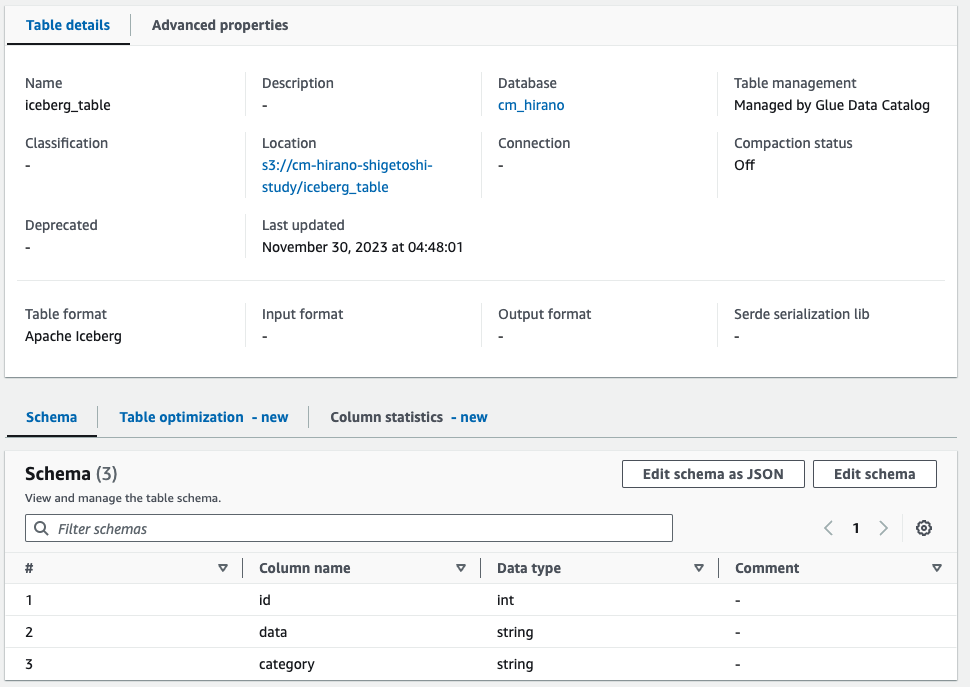 Table details
Advanced properties
Name
Description
Database
Table management
iceberg_table
-
cm_hirano
Managed by Glue Data Catalog
Classification
Location
Connection
Compaction status
-
s3://cm-hirano-shigetoshi-
study/iceberg_table
-
Off
Deprecated
Last updated
-
November 30, 2023 at 04:48:01
Table format
Input format
Output format
Serde serialization lib
Apache Iceberg
-
-
-
Schema
Table optimization - new
Column statistics - new
Schema (3)
Edit schema as JSON
Edit schema
View and manage the table schema.
Filter schemas
1
# Column name Data type Comment
1 id int -
2 data string -
3 category string -